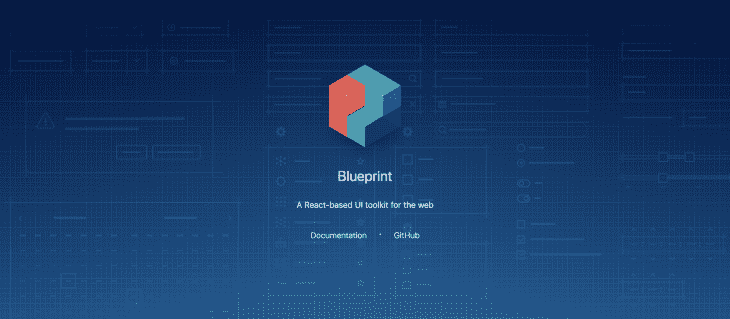 Blueprint
A React-based UI toolkit for the web
Documentation · GitHub